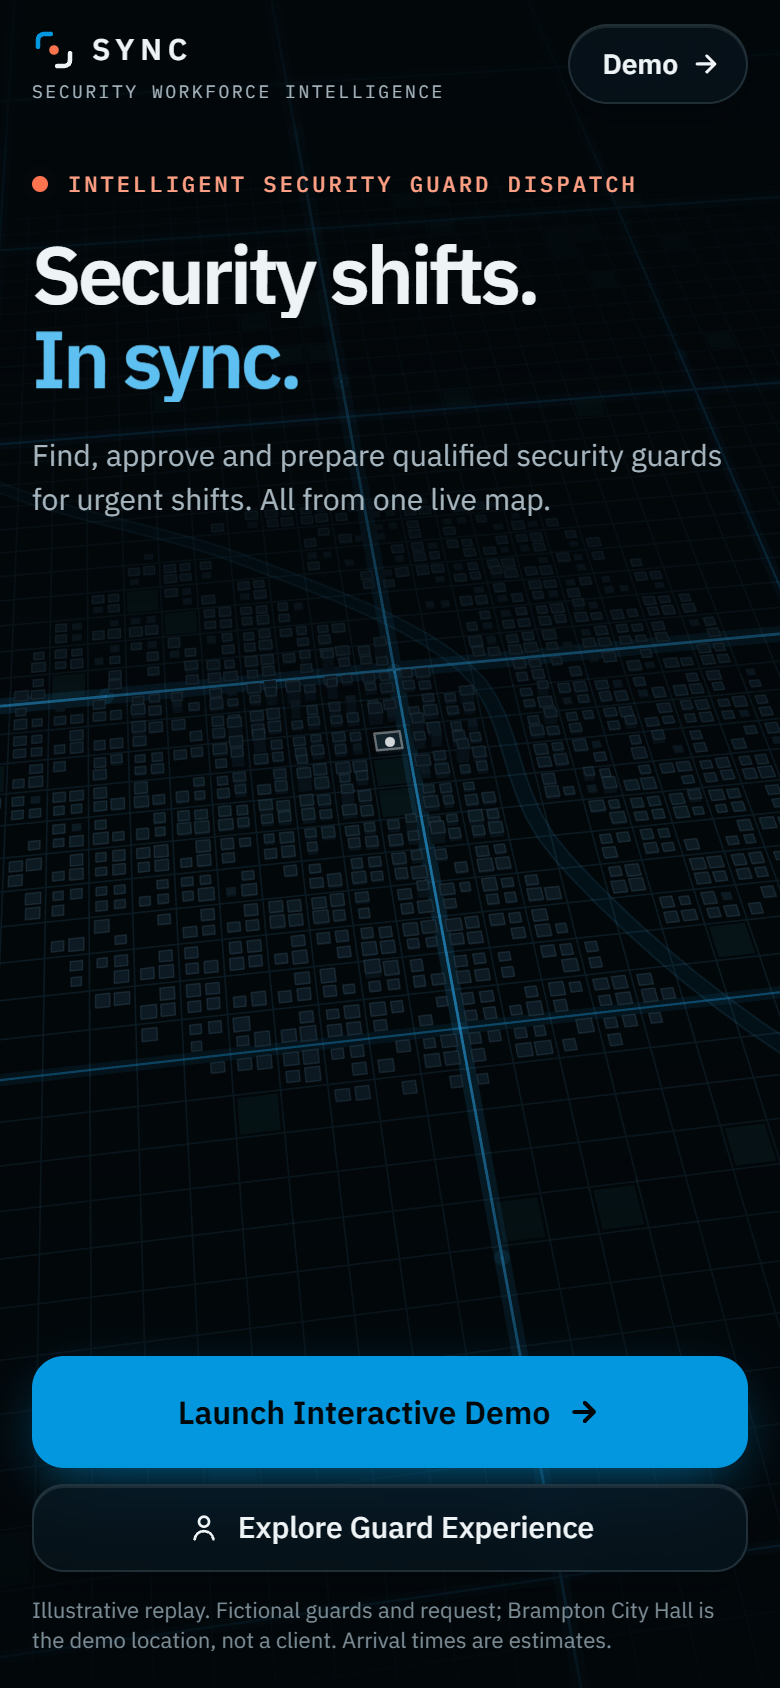 SYNC
SECURITY WORKFORCE INTELLIGENCE
Demo →
INTELLIGENT SECURITY GUARD DISPATCH
Security shifts.
In sync.
Find, approve and prepare qualified security guards
for urgent shifts. All from one live map.
Launch Interactive Demo →
Explore Guard Experience
Illustrative replay. Fictional guards and request; Brampton City Hall is
the demo location, not a client. Arrival times are estimates.